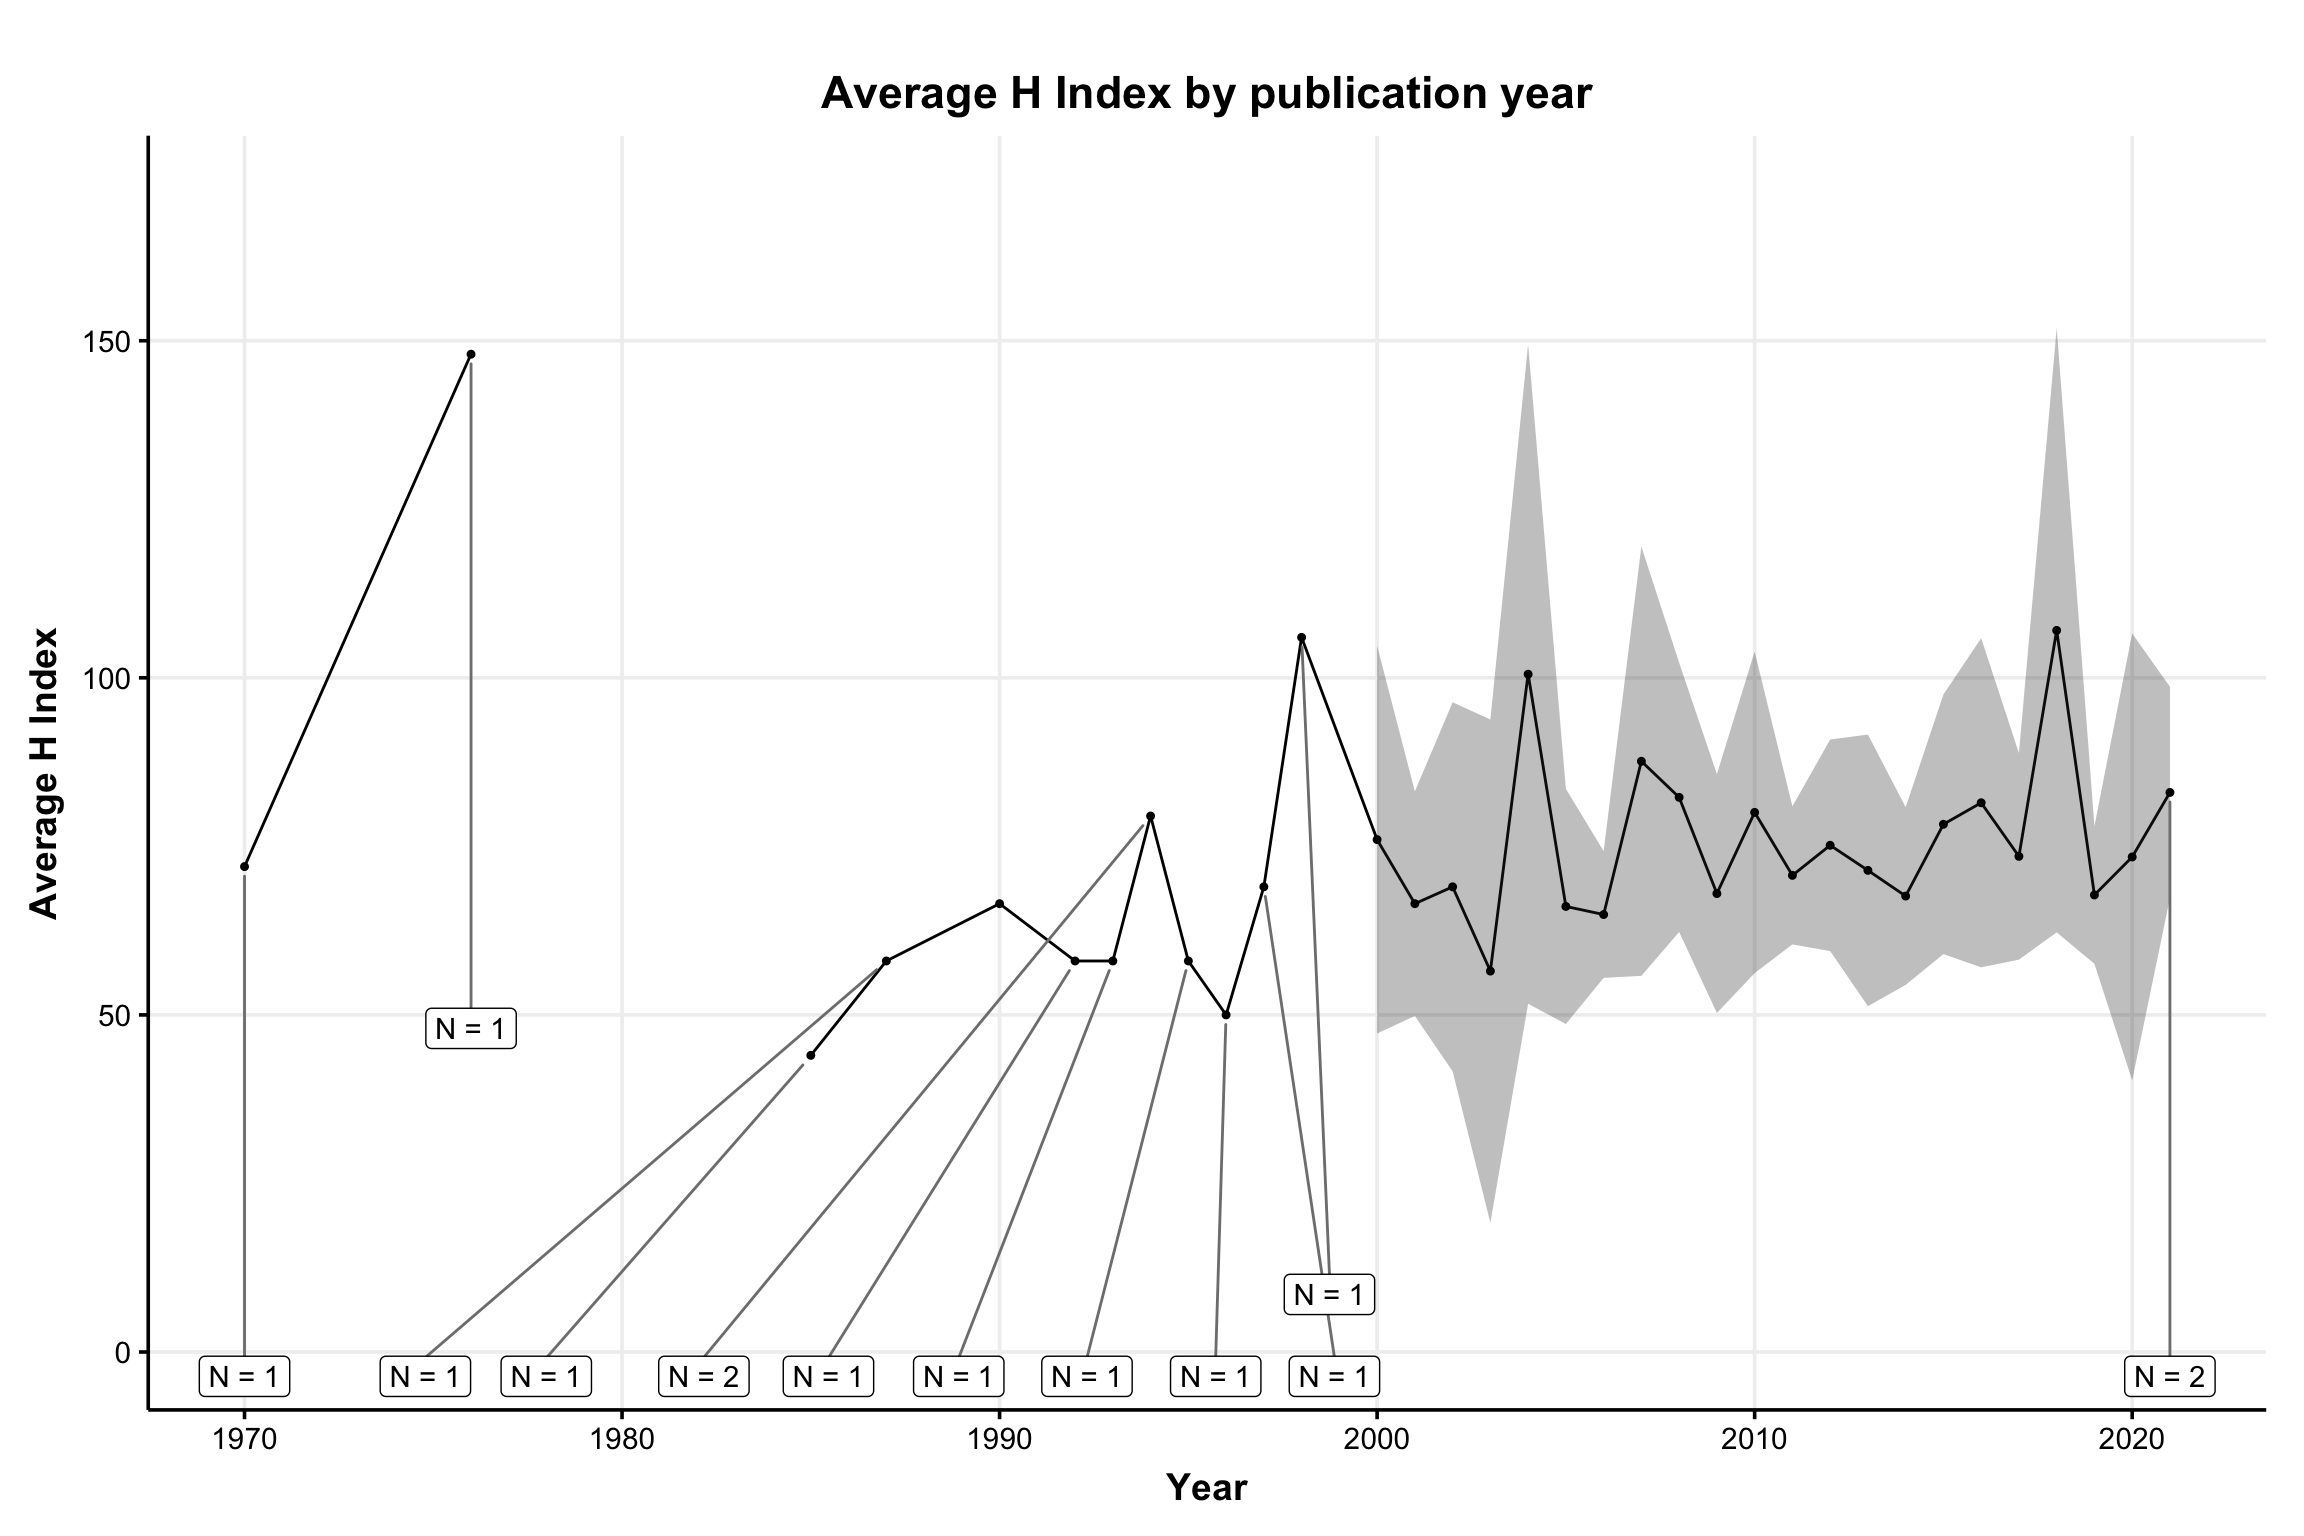 Average H Index by publication year
Average H Index
150
100
50
0
N = 1
N = 1
N = 1
N = 1
N = 1
N = 2
N = 1
N = 1
N = 1
N = 1
N = 1
N = 2
1970
1980
1990
2000
2010
2020
Year